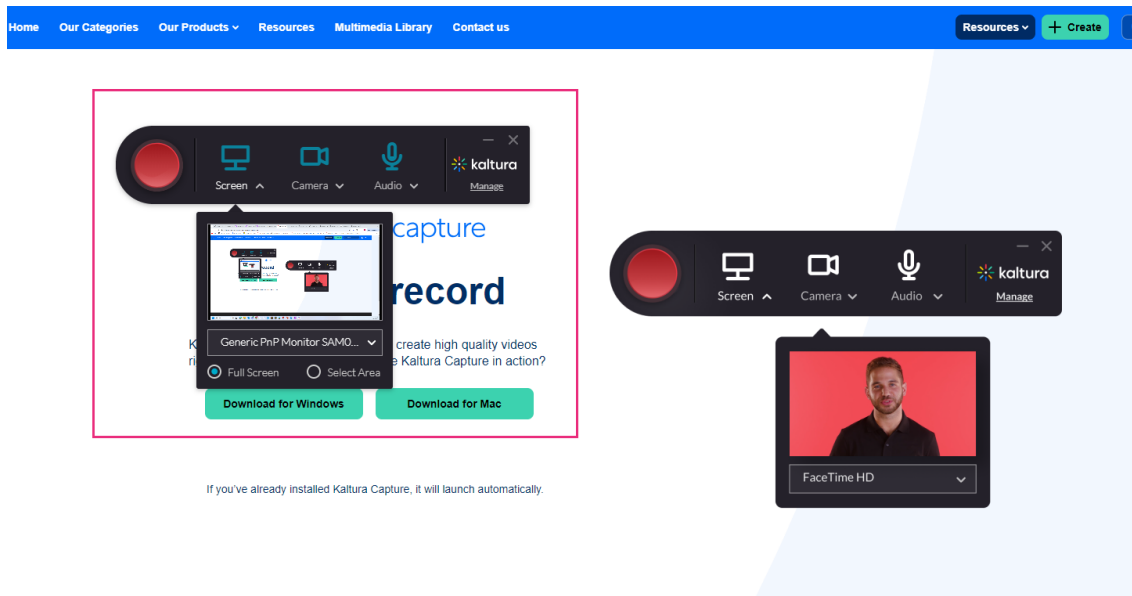 Home Our Categories Our Products Resources Multimedia Library Contact us Resources + Create
kaltura
Screen Camera Audio Manage
capture
record
Generic PnP Monitor SAM0...
create high quality videos
Kaltura Capture in action?
Full Screen Select Area
Download for Windows Download for Mac
If you've already installed Kaltura Capture, it will launch automatically.
kaltura
Screen Camera Audio Manage
FaceTime HD